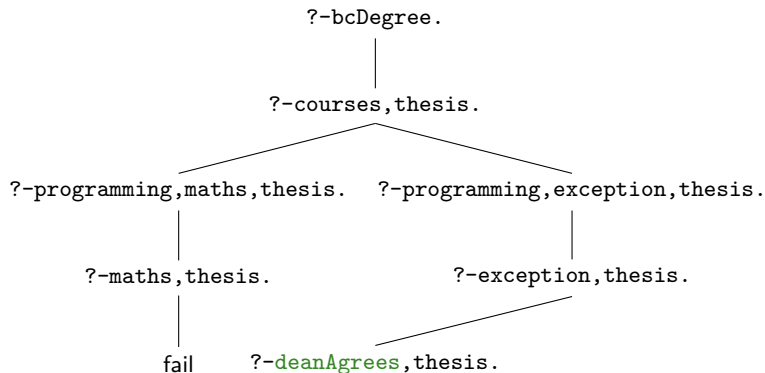 ?-bcDegree.
?-courses,thesis.
?-programming,maths,thesis. ?-programming,exception,thesis.
?-maths,thesis. ?-exception,thesis.
fail ?-deanAgrees,thesis.